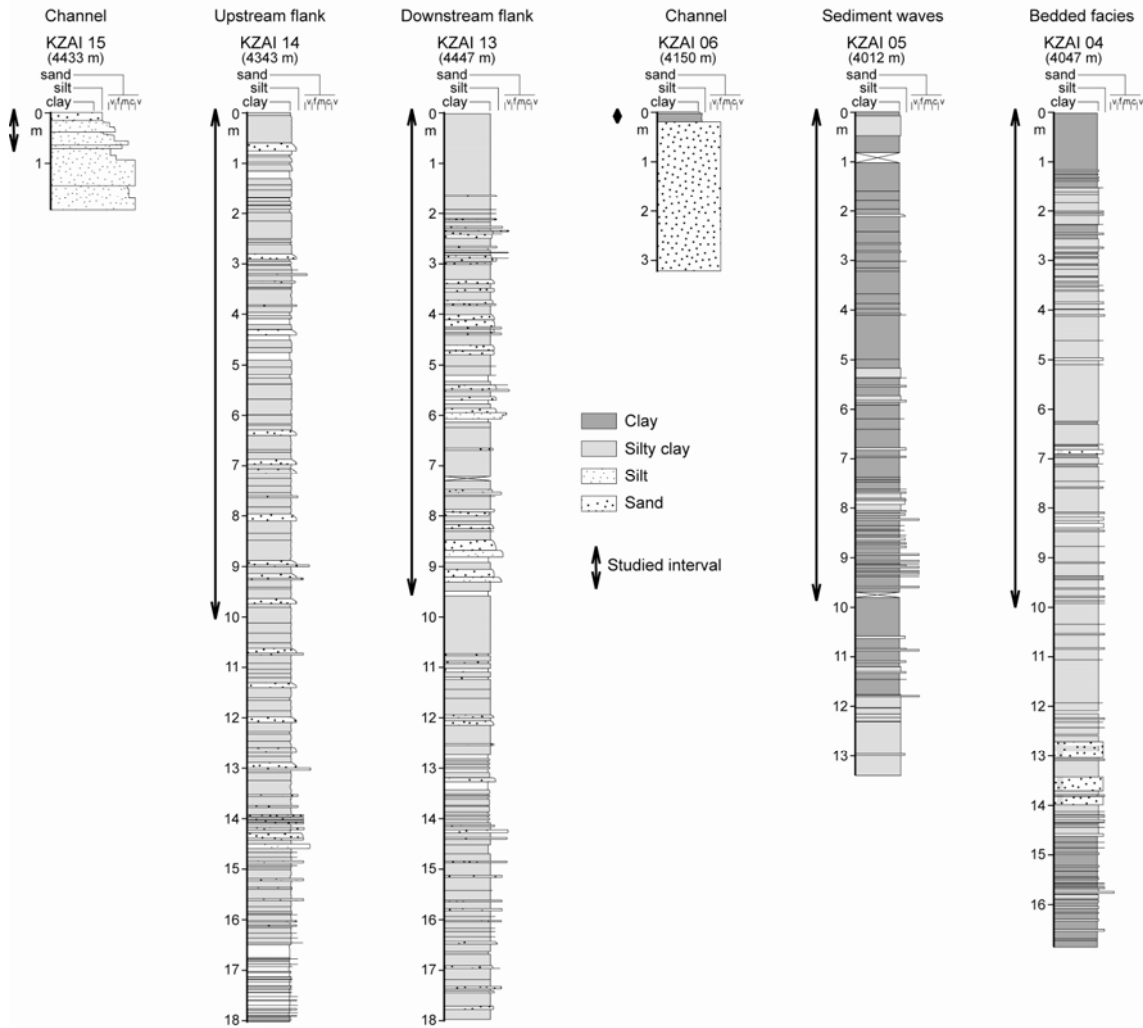 Channel
KZAI 15
(4433 m)
sand
silt
clay
0
m
1
Upstream flank
KZAI 14
(4343 m)
sand
silt
clay
0
m
1
2
3
4
5
6
7
8
9
10
11
12
13
14
15
16
17
18
Downstream flank
KZAI 13
(4447 m)
sand
silt
clay
0
m
1
2
3
4
5
6
7
8
9
10
11
12
13
14
15
16
17
18
Channel
KZAI 06
(4150 m)
sand
silt
clay
0
m
1
2
3
Clay
Silty clay
Silt
Sand
Studied interval
Sediment waves
KZAI 05
(4012 m)
sand
silt
clay
0
m
1
2
3
4
5
6
7
8
9
10
11
12
13
Bedded facies
KZAI 04
(4047 m)
sand
silt
clay
0
m
1
2
3
4
5
6
7
8
9
10
11
12
13
14
15
16